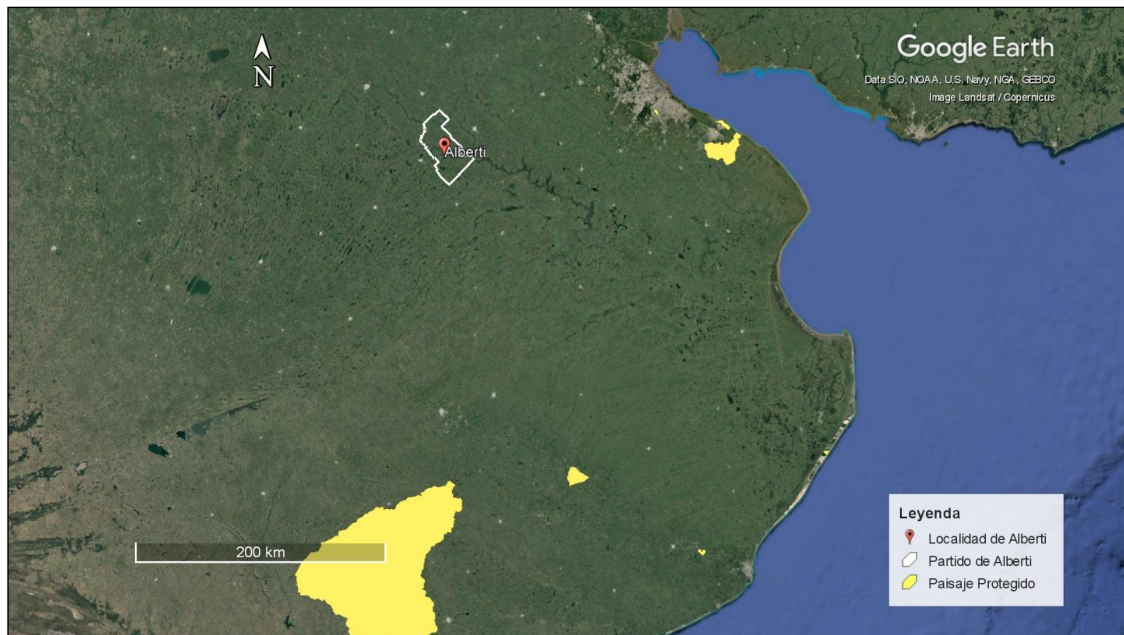 N
Google Earth
Data SIO, NOAA, U.S. Navy, NGA, GEBCO
Image Landsat / Copernicus
Alberti
200 km
Leyenda
Localidad de Alberti
Partido de Alberti
Paisaje Protegido